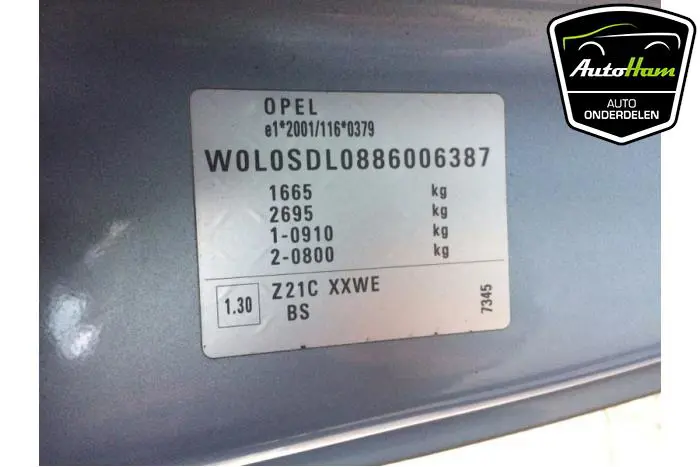 OPEL
e1*2001/116*0379
W0L0SDL0886006387
1665 kg
2695 kg
1-0910 kg
2-0800 kg
1.30 Z21C XXWE
BS
7345
AutoHam
AUTO
ONDERDELEN